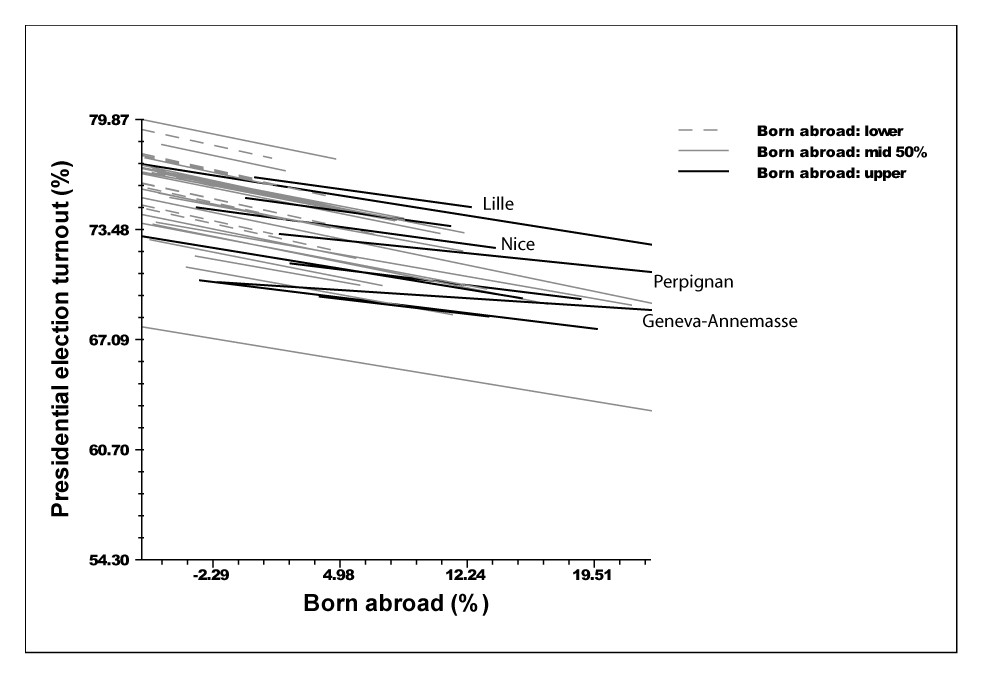 79.87
73.48
67.09
60.70
54.30
Presidential election turnout (%)
-2.29
4.98
12.24
19.51
Born abroad (%)
Born abroad: lower
Born abroad: mid 50%
Born abroad: upper
Lille
Nice
Perpignan
Geneva-Annemasse